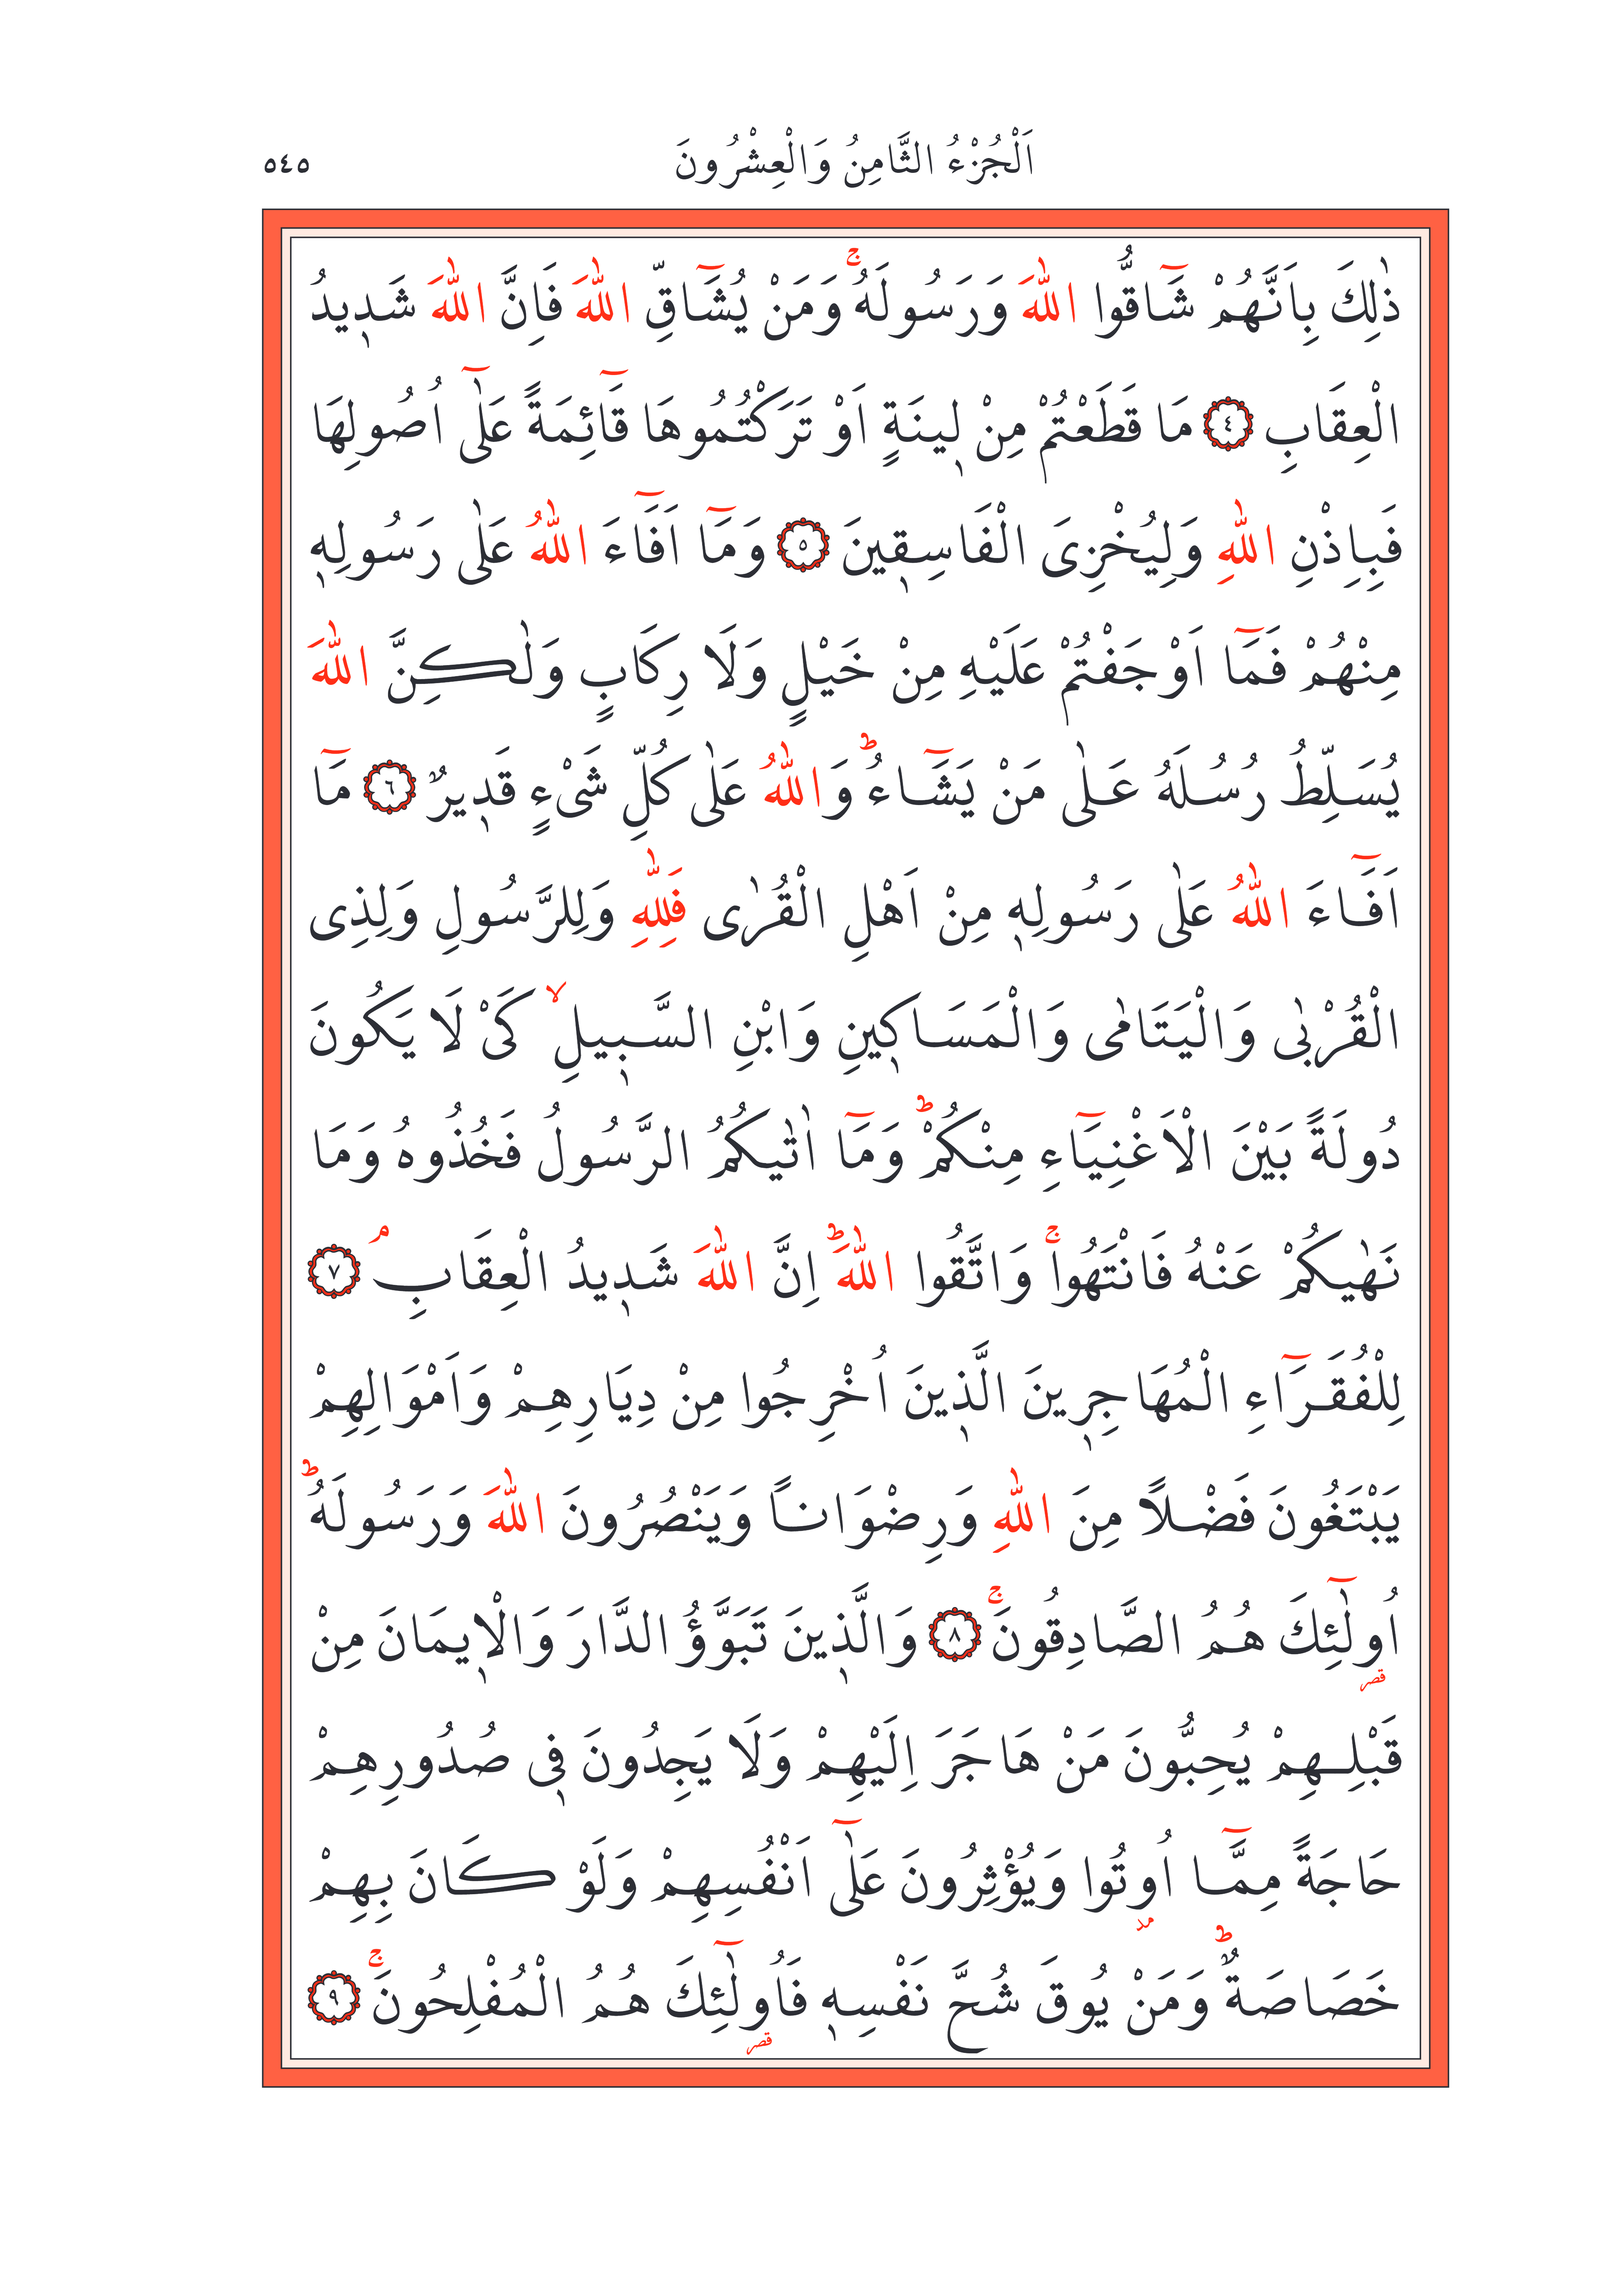 اَلْجُزْءُ الثَّامِنُ وَالْعِشْرُونَ
٥٤٥
ذٰلِكَ بِاَنَّهُمْ شَٓاقُّوا اللّٰهَ وَرَسُولَهُۚ وَمَنْ يُشَٓاقِّ اللّٰهَ فَاِنَّ اللّٰهَ شَدٖيدُ
الْعِقَابِ ﴿٤﴾ مَا قَطَعْتُمْ مِنْ لٖينَةٍ اَوْ تَرَكْتُمُوهَا قَٓائِمَةً عَلٰٓى اُصُولِهَا
فَبِاِذْنِ اللّٰهِ وَلِيُخْزِىَ الْفَاسِقٖينَ ﴿٥﴾ وَمَٓا اَفَٓاءَ اللّٰهُ عَلٰى رَسُولِهٖ
مِنْهُمْ فَمَٓا اَوْجَفْتُمْ عَلَيْهِ مِنْ خَيْلٍ وَلَا رِكَابٍ وَلٰكِنَّ اللّٰهَ
يُسَلِّطُ رُسُلَهُ عَلٰى مَنْ يَشَٓاءُؕ وَاللّٰهُ عَلٰى كُلِّ شَىْءٍ قَدٖيرٌ ﴿٦﴾ مَٓا
اَفَٓاءَ اللّٰهُ عَلٰى رَسُولِهٖ مِنْ اَهْلِ الْقُرٰى فَلِلّٰهِ وَلِلرَّسُولِ وَلِذِى
الْقُرْبٰى وَالْيَتَامٰى وَالْمَسَاكٖينِ وَابْنِ السَّبٖيلِۙ كَىْ لَا يَكُونَ
دُولَةً بَيْنَ الْاَغْنِيَٓاءِ مِنْكُمْؕ وَمَٓا اٰتٰيكُمُ الرَّسُولُ فَخُذُوهُ وَمَا
نَهٰيكُمْ عَنْهُ فَانْتَهُواۚ وَاتَّقُوا اللّٰهَؕ اِنَّ اللّٰهَ شَدٖيدُ الْعِقَابِۢ ﴿٧﴾
لِلْفُقَرَٓاءِ الْمُهَاجِرٖينَ الَّذٖينَ اُخْرِجُوا مِنْ دِيَارِهِمْ وَاَمْوَالِهِمْ
يَبْتَغُونَ فَضْلًا مِنَ اللّٰهِ وَرِضْوَانًا وَيَنْصُرُونَ اللّٰهَ وَرَسُولَهُؕ
اُولٰٓئِكَ هُمُ الصَّادِقُونَۚ ﴿٨﴾ وَالَّذٖينَ تَبَوَّؤُ الدَّارَ وَالْاٖيمَانَ مِنْ
قصر
قَبْلِهِمْ يُحِبُّونَ مَنْ هَاجَرَ اِلَيْهِمْ وَلَا يَجِدُونَ فٖى صُدُورِهِمْ
حَاجَةً مِمَّٓا اُوتُوا وَيُؤْثِرُونَ عَلٰٓى اَنْفُسِهِمْ وَلَوْ كَانَ بِهِمْ
مد
خَصَاصَةٌؕ وَمَنْ يُوقَ شُحَّ نَفْسِهٖ فَاُولٰٓئِكَ هُمُ الْمُفْلِحُونَۚ ﴿٩﴾
قصر